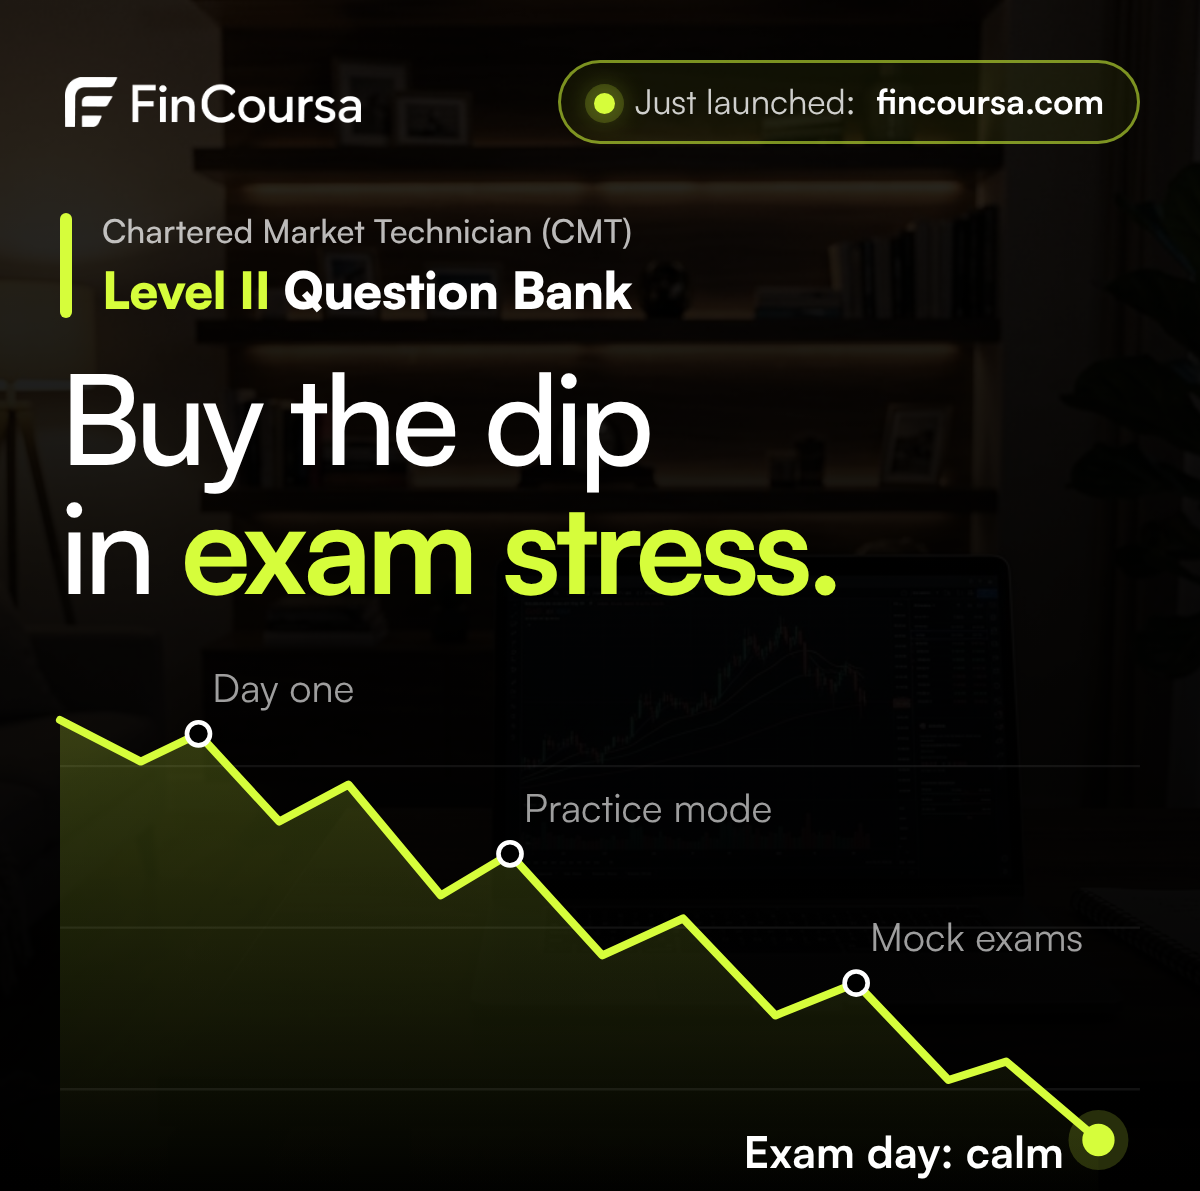 FinCoursa
Just launched: fincoursa.com
Chartered Market Technician (CMT)
Level II Question Bank
Buy the dip
in exam stress.
Day one
Practice mode
Mock exams
Exam day: calm